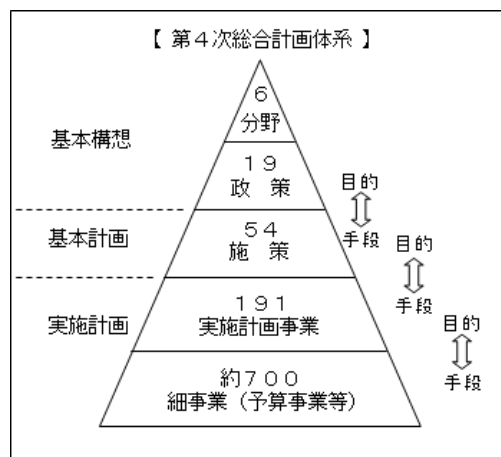 【 第４次総合計画体系 】
６
分野
基本構想
１９
政　策
目的
手段
基本計画
５４
施　策
目的
手段
実施計画
１９１
実施計画事業
目的
手段
約７００
細事業（予算事業等）